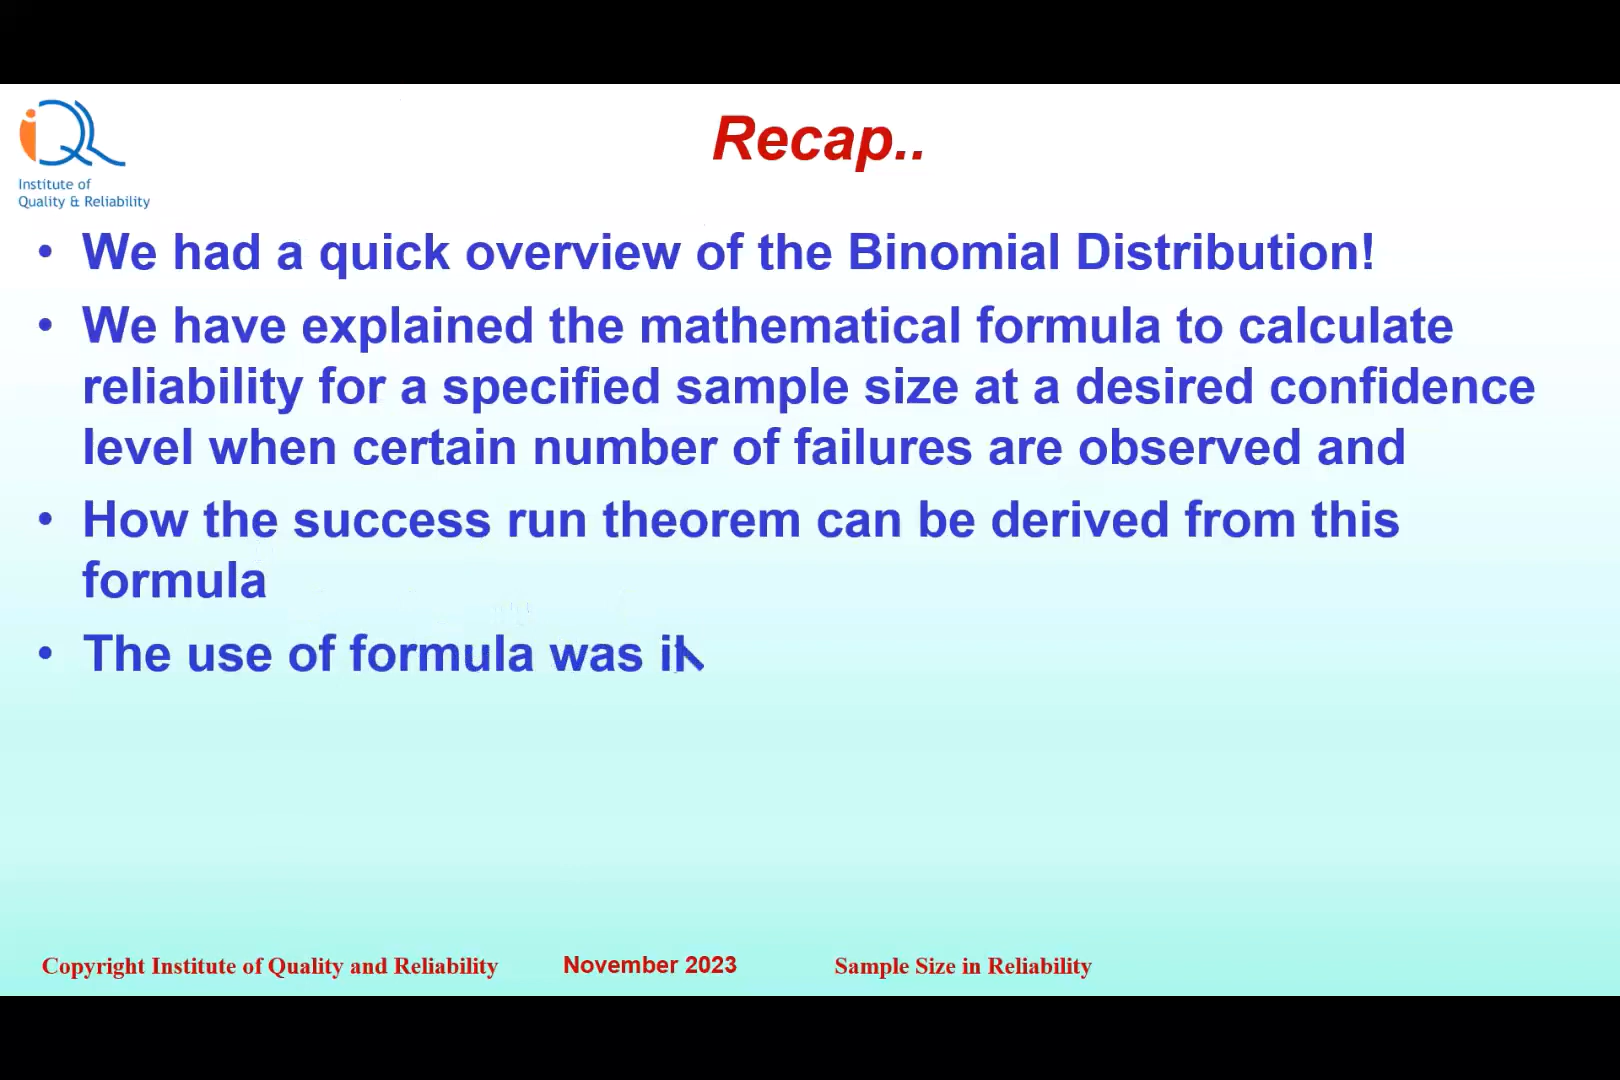 Recap..
Institute of
Quality & Reliability
• We had a quick overview of the Binomial Distribution!
• We have explained the mathematical formula to calculate
reliability for a specified sample size at a desired confidence
level when certain number of failures are observed and
• How the success run theorem can be derived from this
formula
• The use of formula was
Copyright Institute of Quality and Reliability November 2023 Sample Size in Reliability